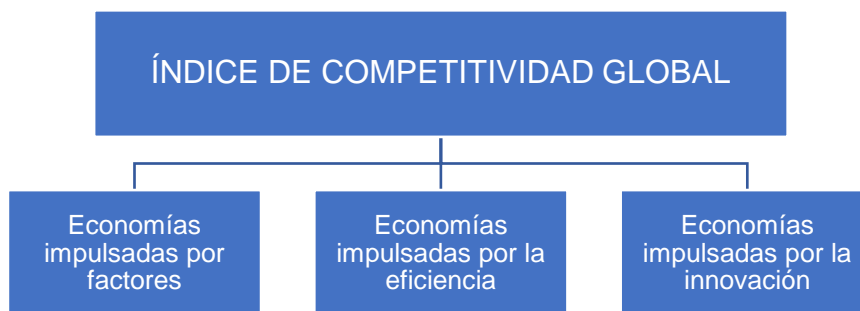 ÍNDICE DE COMPETITIVIDAD GLOBAL
Economías
impulsadas por
factores
Economías
impulsadas por la
eficiencia
Economías
impulsadas por la
innovación